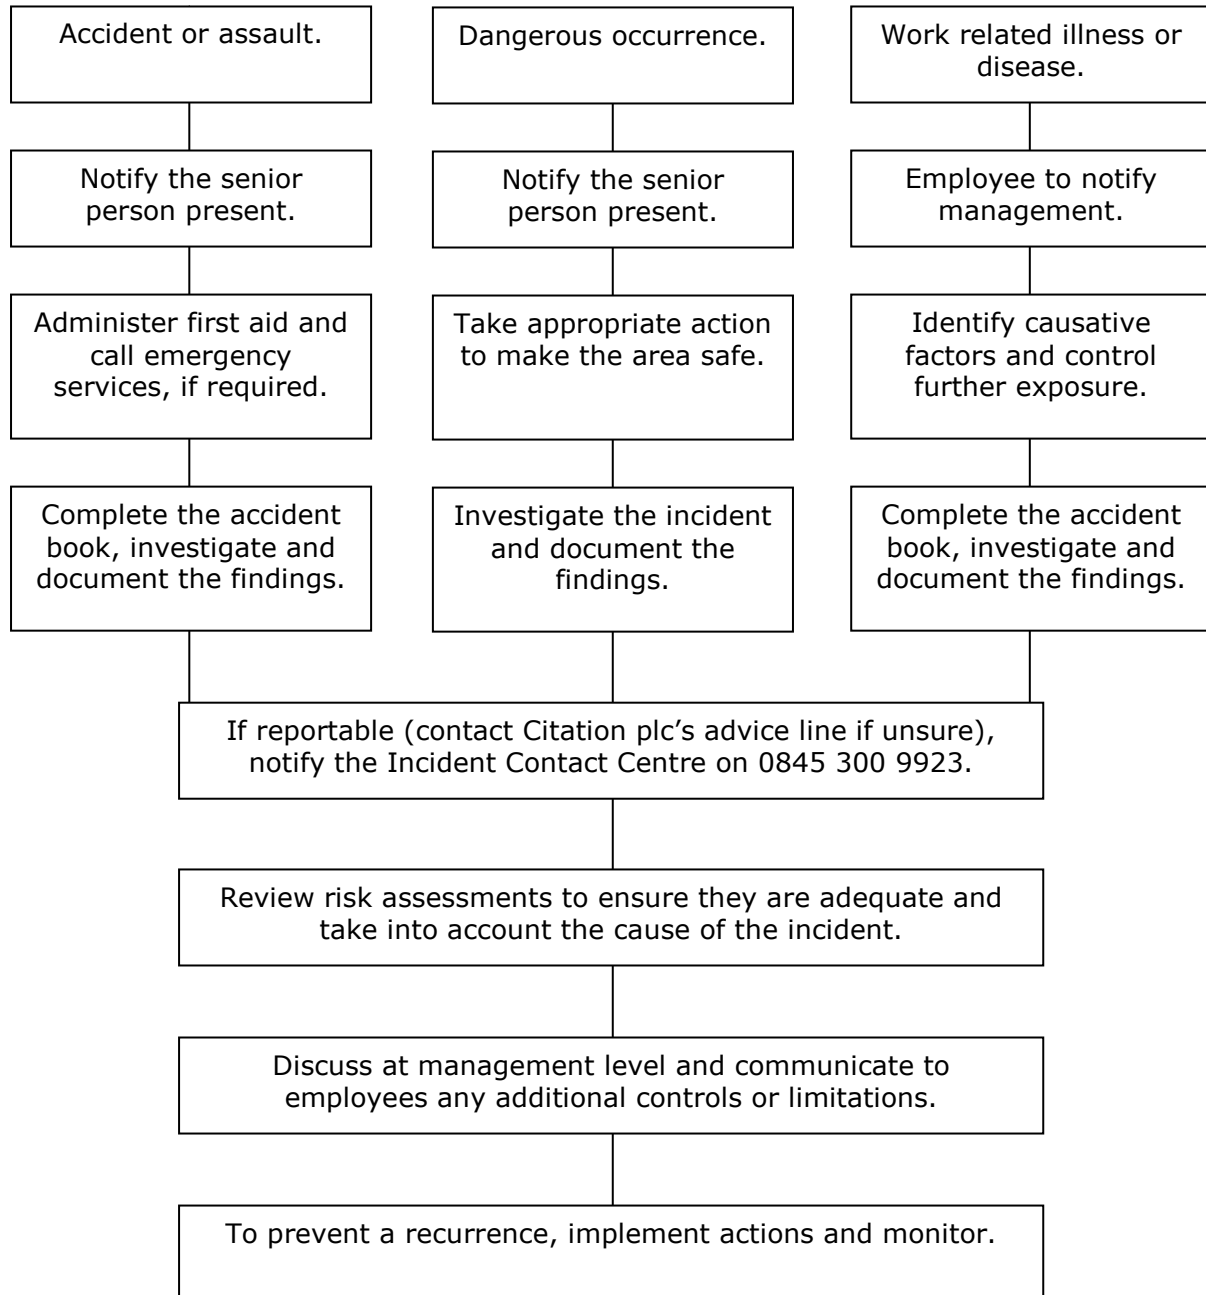 Accident or assault.
Dangerous occurrence.
Work related illness or
disease.
Notify the senior
person present.
Notify the senior
person present.
Employee to notify
management.
Administer first aid and
call emergency
services, if required.
Take appropriate action
to make the area safe.
Identify causative
factors and control
further exposure.
Complete the accident
book, investigate and
document the findings.
Investigate the incident
and document the
findings.
Complete the accident
book, investigate and
document the findings.
If reportable (contact Citation plc’s advice line if unsure),
notify the Incident Contact Centre on 0845 300 9923.
Review risk assessments to ensure they are adequate and
take into account the cause of the incident.
Discuss at management level and communicate to
employees any additional controls or limitations.
To prevent a recurrence, implement actions and monitor.